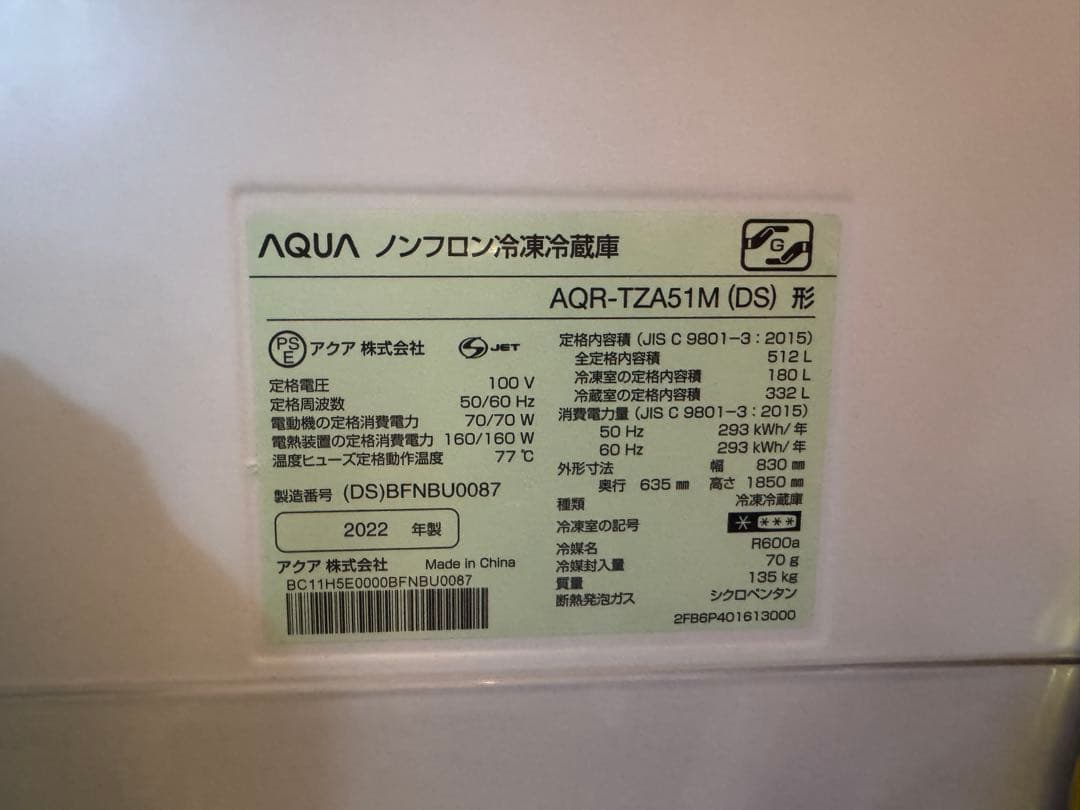 AQUA ノンフロン冷凍冷蔵庫
G
AQR-TZA51M (DS) 形
PS E アクア 株式会社 S JET
定格電圧 100 V
定格周波数 50/60 Hz
電動機の定格消費電力 70/70 W
電熱装置の定格消費電力 160/160 W
温度ヒューズ定格動作温度 77 ℃
製造番号 (DS)BFNBU0087
2022 年製
アクア 株式会社 Made in China
BC11H5E0000BFNBU0087
定格内容積 (JIS C 9801-3:2015)
全定格内容積 512 L
冷凍室の定格内容積 180 L
冷蔵室の定格内容積 332 L
消費電力量 (JIS C 9801-3:2015)
50 Hz 293 kWh/年
60 Hz 293 kWh/年
外形寸法 幅 830 ㎜
奥行 635 ㎜ 高さ 1850 ㎜
種類 冷凍冷蔵庫
冷凍室の記号 * ***
冷媒名 R600a
冷媒封入量 70 g
質量 135 kg
断熱発泡ガス シクロペンタン
2FB6P401613000